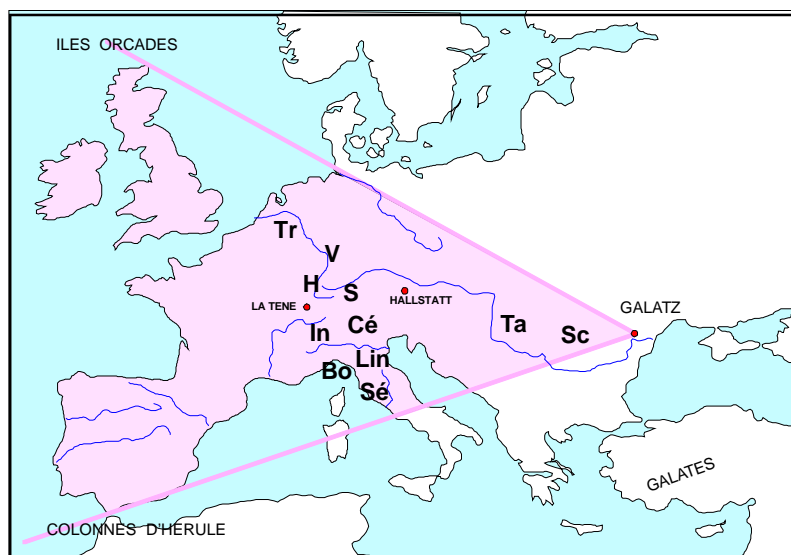 ILES ORCADES
Tr
V
H
S
HALLSTATT
LA TENE
GALATZ
In
Cé
Ta
Sc
Lin
Bo
Sé
GALATES
COLONNES D'HÉRULE